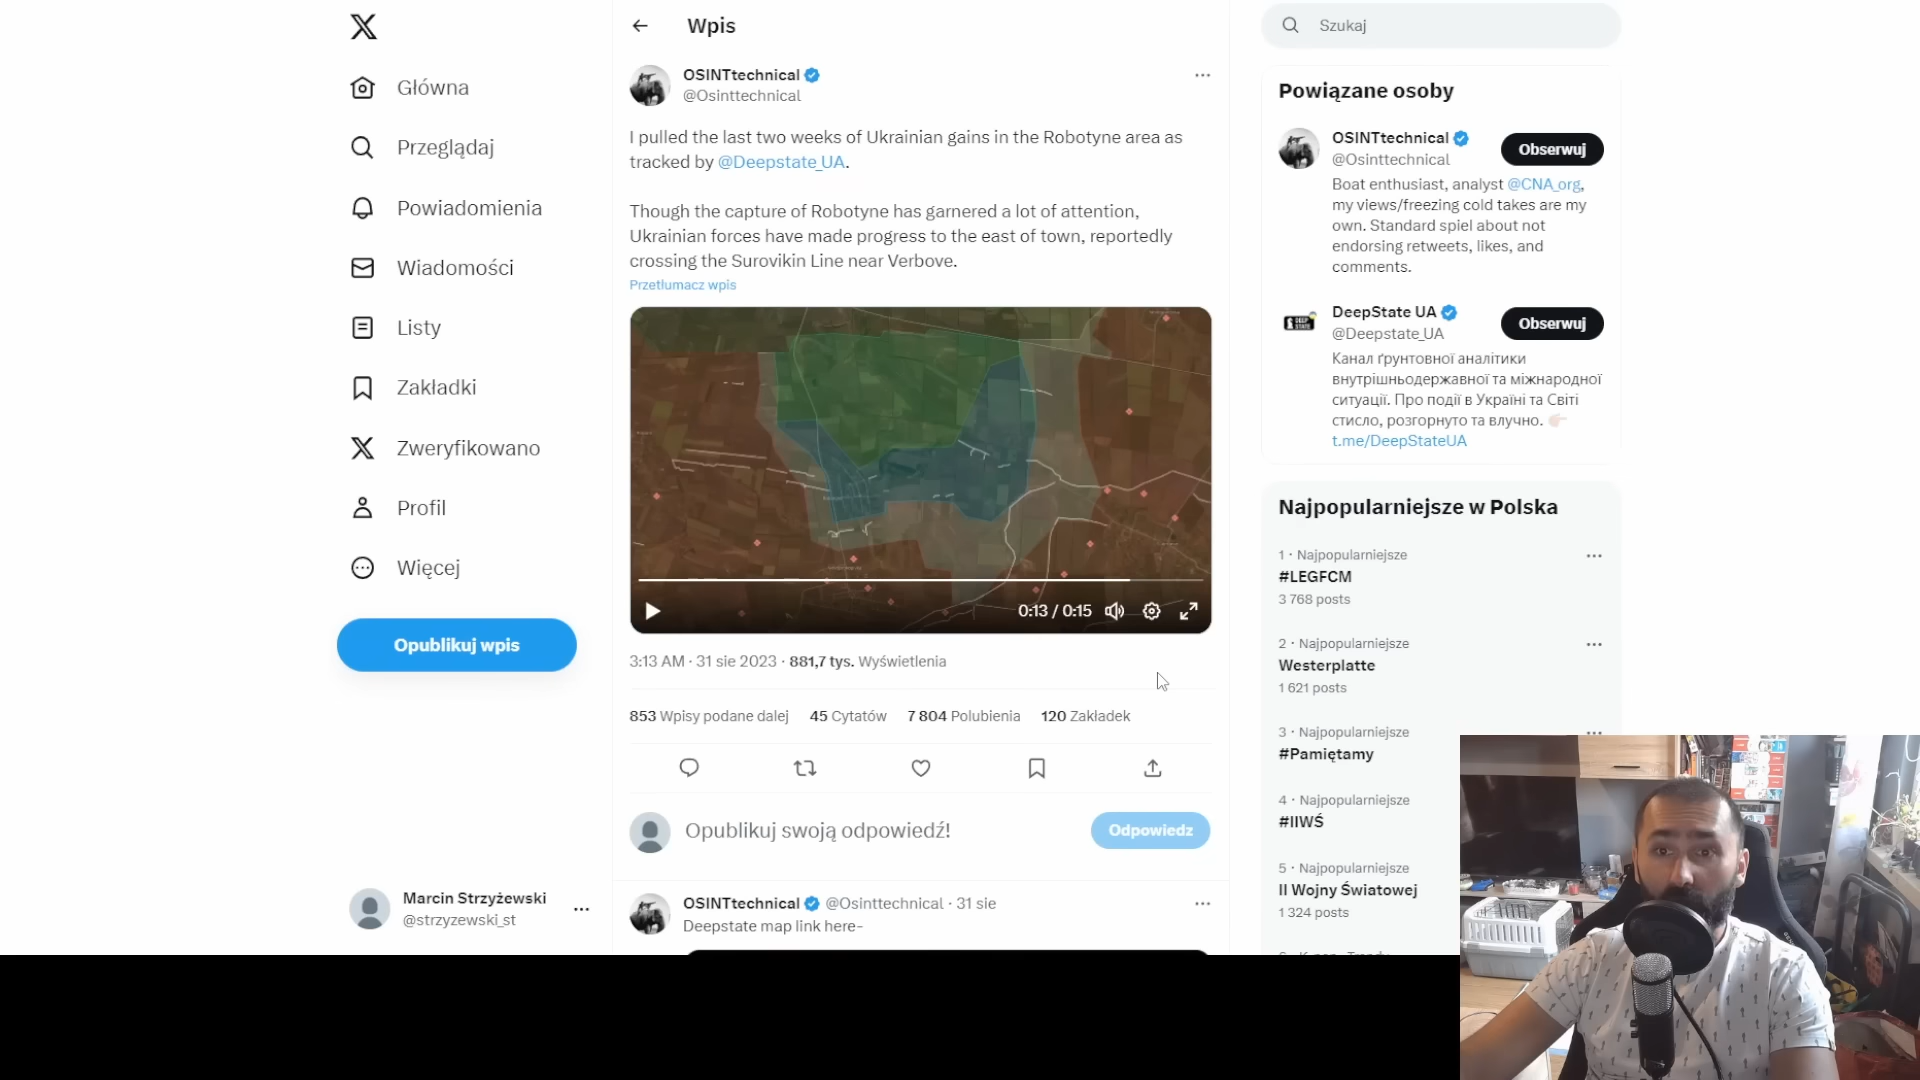 Główna
Przeglądaj
Powiadomienia
Wiadomości
Listy
Zakładki
Zweryfikowano
Profil
Więcej
Opublikuj wpis
Marcin Strzyżewski
@strzyzewski_st
Wpis
OSINTtechnical
@Osinttechnical
I pulled the last two weeks of Ukrainian gains in the Robotyne area as
tracked by @Deepstate_UA.
Though the capture of Robotyne has garnered a lot of attention,
Ukrainian forces have made progress to the east of town, reportedly
crossing the Surovikin Line near Verbove.
Przetłumacz wpis
0:13 / 0:15
3:13 AM · 31 sie 2023 · 881,7 tys. Wyświetlenia
853 Wpisy podane dalej 45 Cytatów 7 804 Polubienia 120 Zakładek
Opublikuj swoją odpowiedź!
Odpowiedz
OSINTtechnical @Osinttechnical · 31 sie
Deepstate map link here-
Szukaj
Powiązane osoby
OSINTtechnical
@Osinttechnical
Obserwuj
Boat enthusiast, analyst @CNA_org,
my views/freezing cold takes are my
own. Standard spiel about not
endorsing retweets, likes, and
comments.
DEEP STATE
DeepState UA
@Deepstate_UA
Obserwuj
Канал ґрунтовної аналітики
внутрішньодержавної та міжнародної
ситуації. Про події в Україні та Світі
стисло, розгорнуто та влучно.
t.me/DeepStateUA
Najpopularniejsze w Polska
1 · Najpopularniejsze
#LEGFCM
3 768 posts
2 · Najpopularniejsze
Westerplatte
1 621 posts
3 · Najpopularniejsze
#Pamiętamy
4 · Najpopularniejsze
#IIWŚ
5 · Najpopularniejsze
II Wojny Światowej
1 324 posts